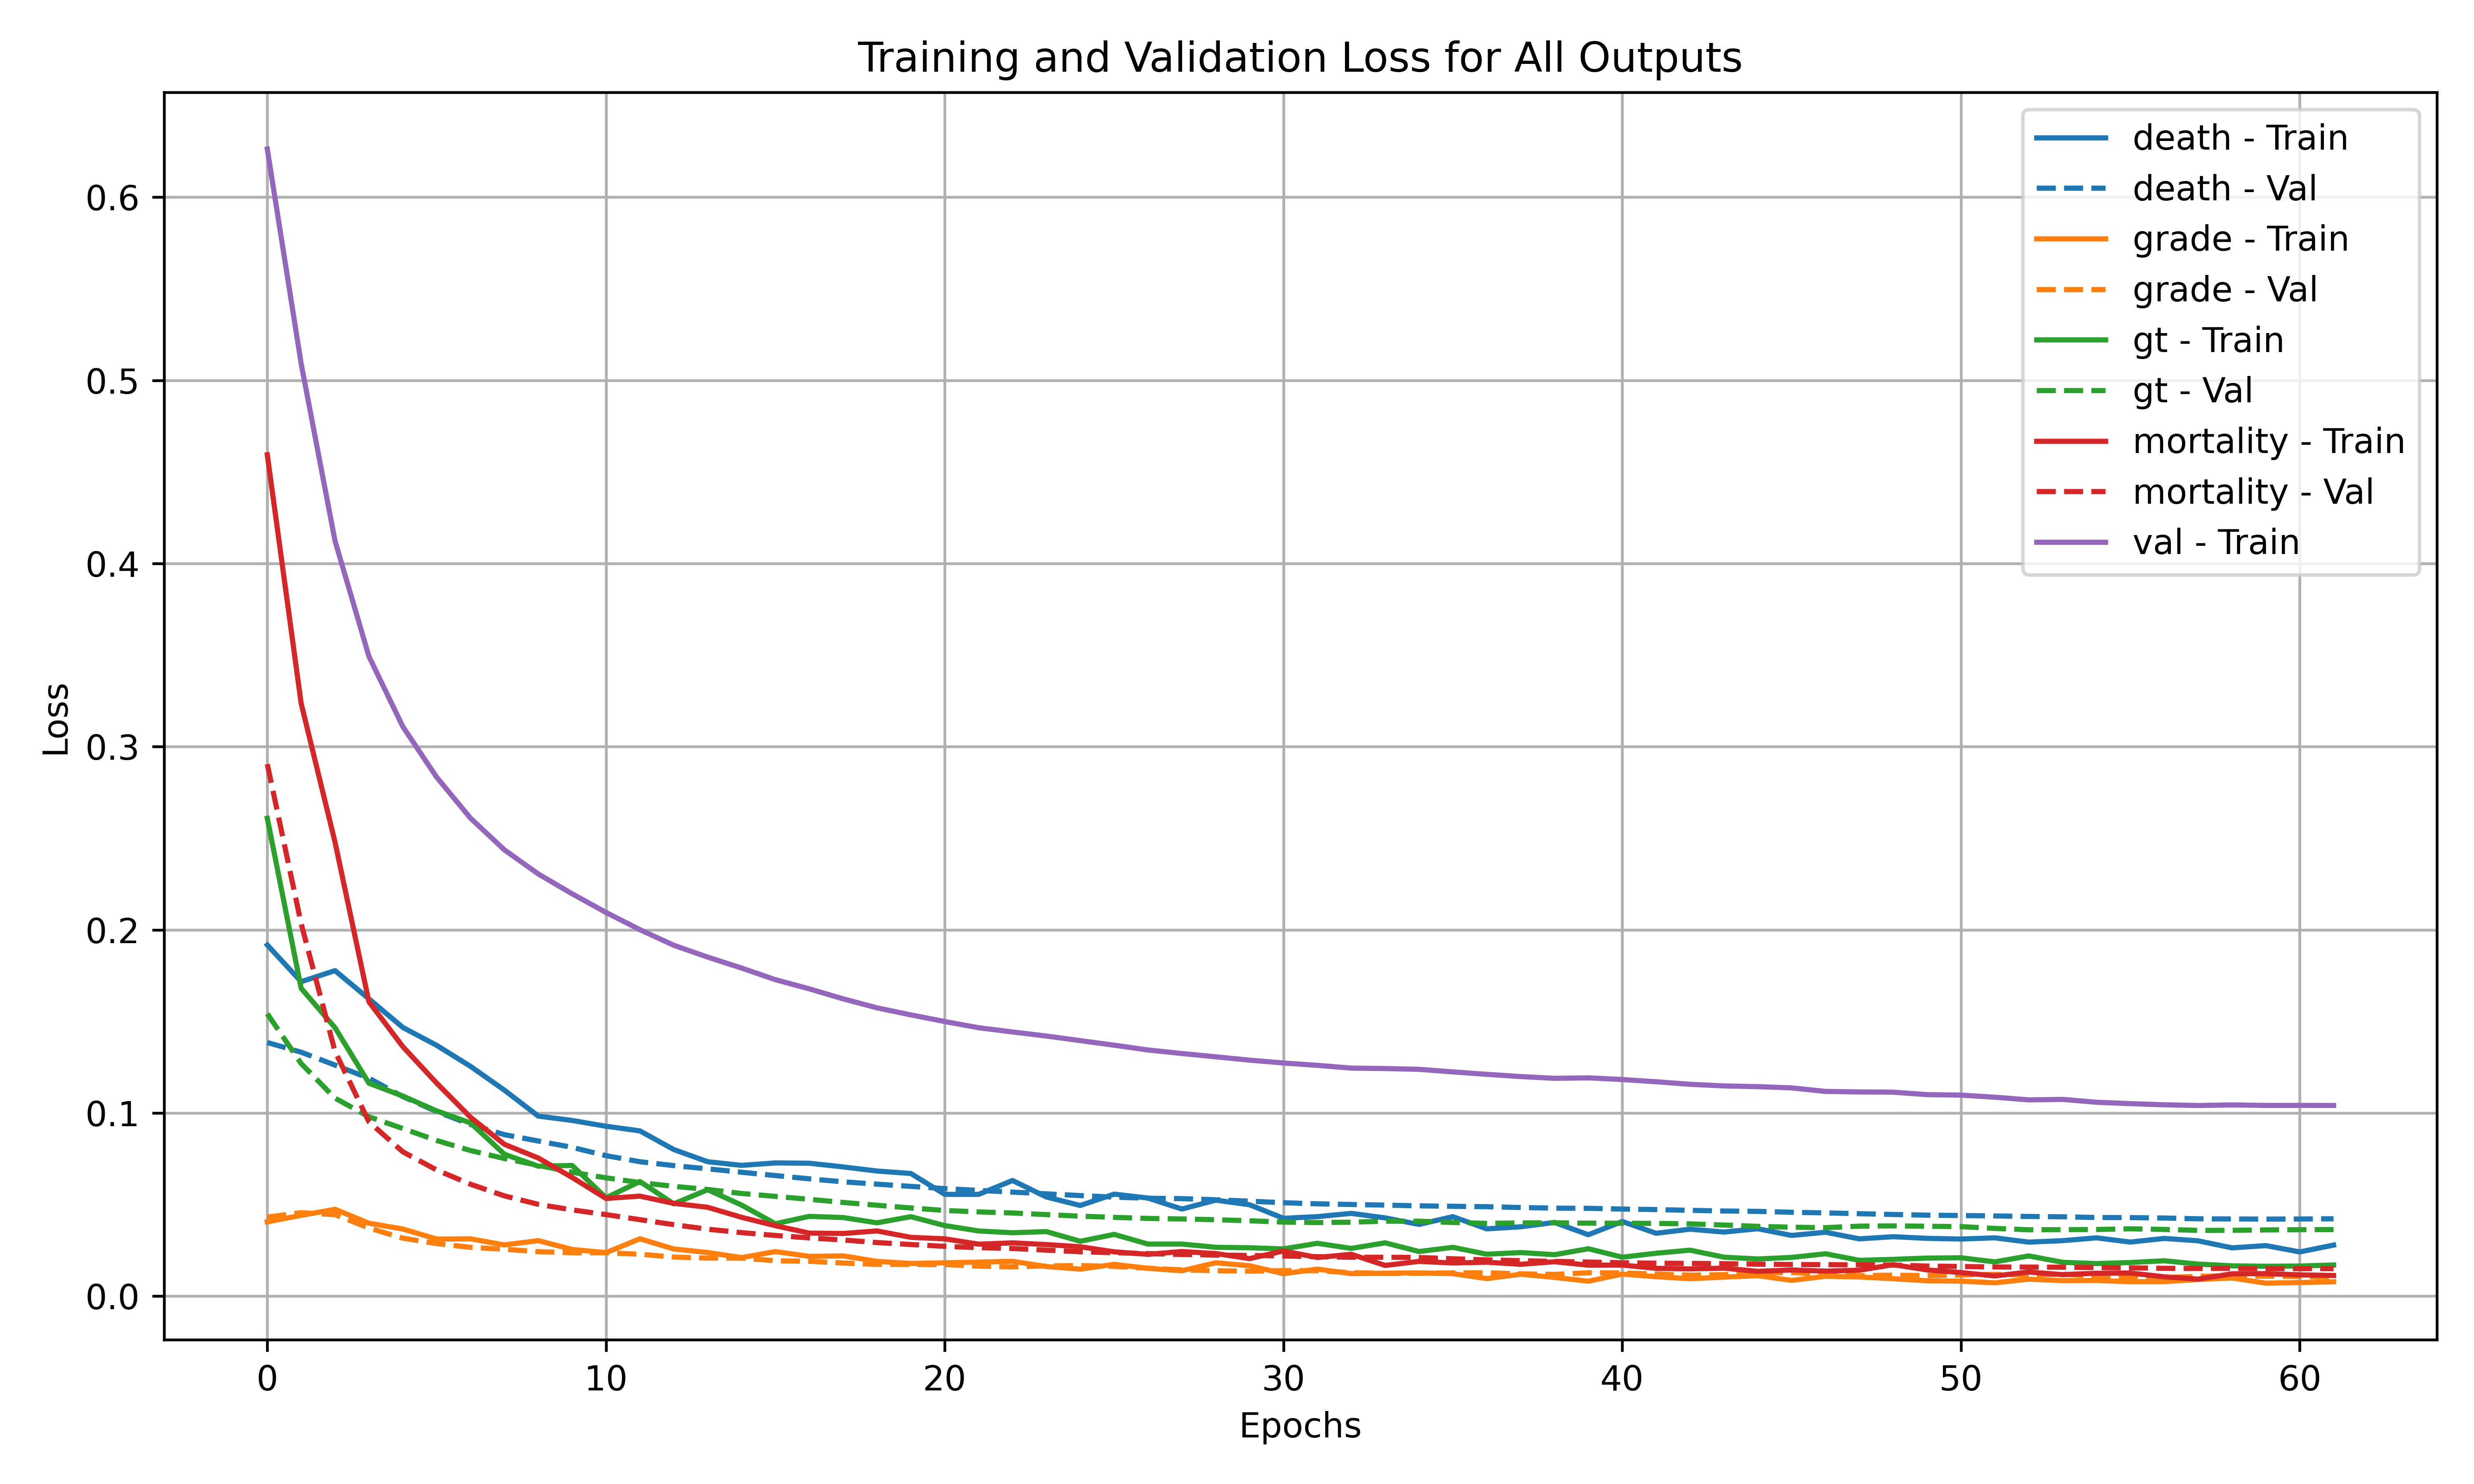 Training and Validation Loss for All Outputs
death - Train
death - Val
grade - Train
grade - Val
gt - Train
gt - Val
mortality - Train
mortality - Val
val - Train
Loss
0.6
0.5
0.4
0.3
0.2
0.1
0.0
0 10 20 30 40 50 60
Epochs